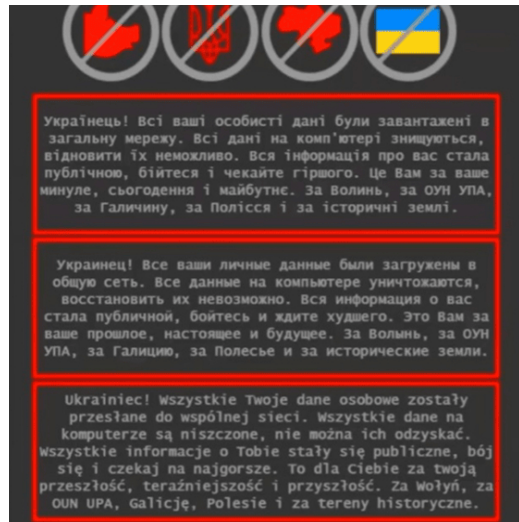 Українець! Всі ваші особисті дані були завантажені в
загальну мережу. Всі дані на комп'ютері знищуються,
відновити їх неможливо. Вся інформація про вас стала
публічною, бійтеся і чекайте гіршого. Це Вам за ваше
минуле, сьогодення і майбутнє. За Волинь, за ОУН УПА,
за Галичину, за Полісся і за історичні землі.
Украинец! Все ваши личные данные были загружены в
общую сеть. Все данные на компьютере уничтожаются,
восстановить их невозможно. Вся информация о вас
стала публичной, бойтесь и ждите худшего. Это Вам за
ваше прошлое, настоящее и будущее. За Волынь, за ОУН
УПА, за Галицию, за Полесье и за исторические земли.
Ukrainiec! Wszystkie Twoje dane osobowe zostały
przesłane do wspólnej sieci. Wszystkie dane na
komputerze są niszczone, nie można ich odzyskać.
Wszystkie informacje o Tobie stały się publiczne, bój
się i czekaj na najgorsze. To dla Ciebie za twoją
przeszłość, teraźniejszość i przyszłość. Za Wołyń, za
OUN UPA, Galicję, Polesie i za tereny historyczne.